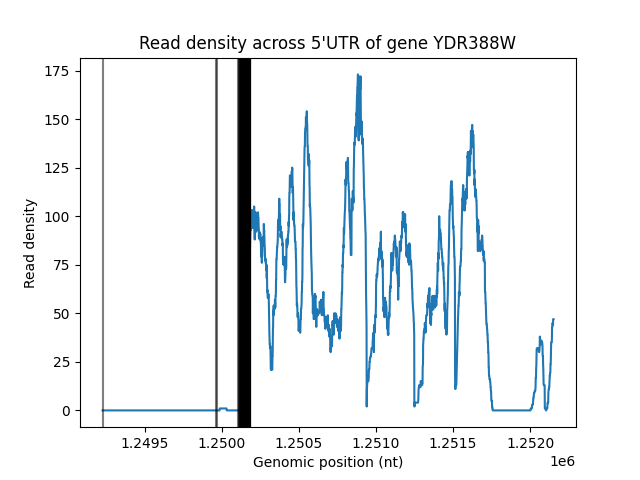 Read density across 5'UTR of gene YDR388W
175
150
125
100
75
50
25
0
Read density
1.2495 1.2500 1.2505 1.2510 1.2515 1.2520
1e6
Genomic position (nt)